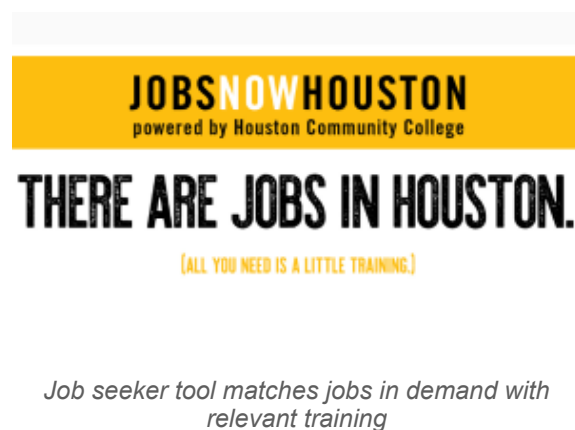 JOBSNOWHOUSTON
powered by Houston Community College
THERE ARE JOBS IN HOUSTON.
[ALL YOU NEED IS A LITTLE TRAINING.]
Job seeker tool matches jobs in demand with
relevant training